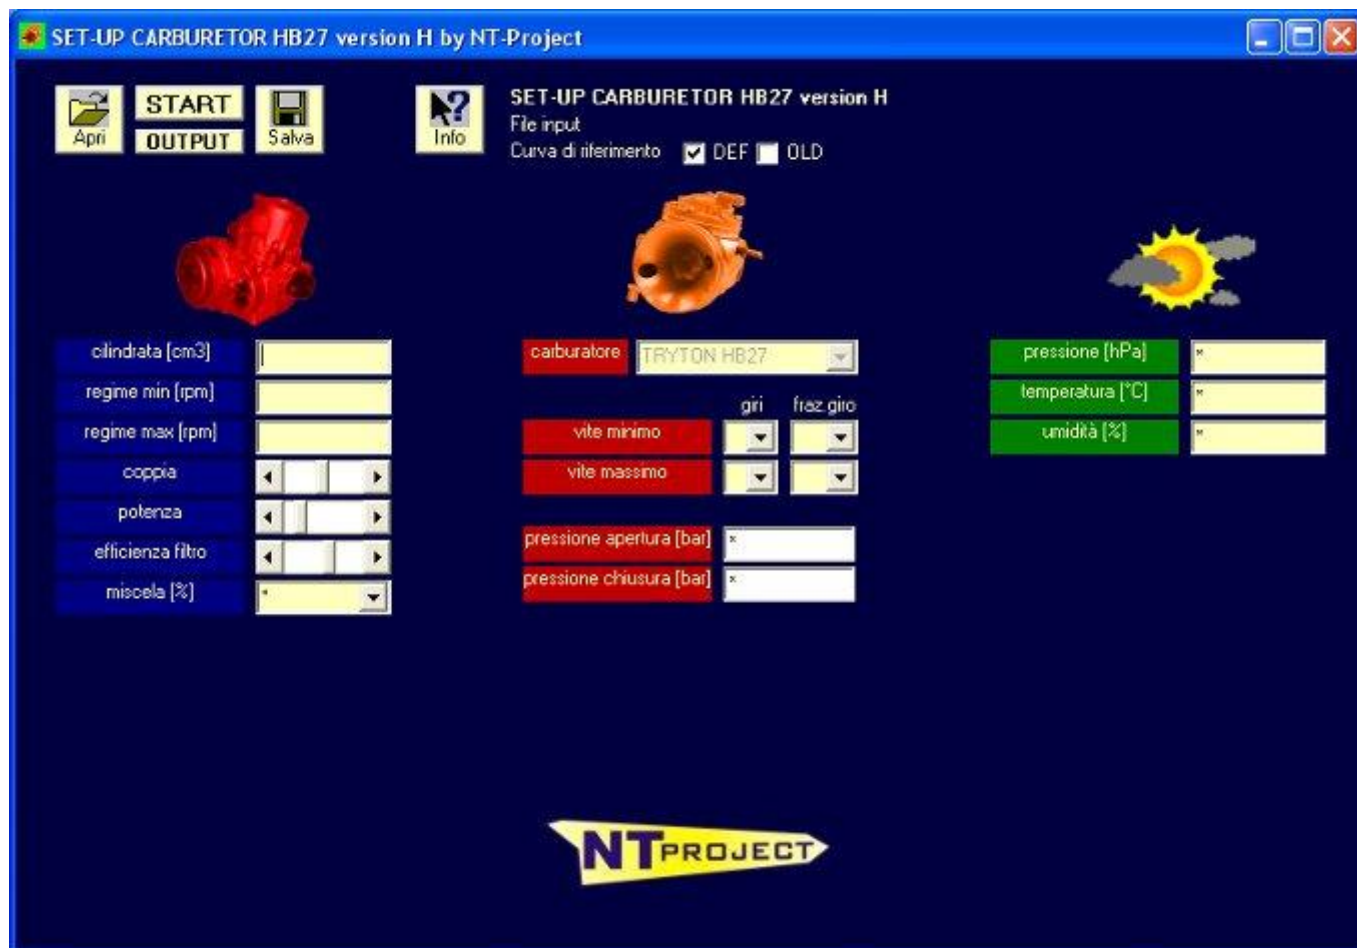 SET-UP CARBURETOR HB27 version H by NT-Project
Apri
START
OUTPUT
Salva
?
Info
SET-UP CARBURETOR HB27 version H
File input
Curva di riferimento DEF OLD
cilindrata [cm3]
regime min [rpm]
regime max [rpm]
coppia
potenza
efficienza filtro
miscela [%] *
carburatore TRYTON HB27
giri fraz giro
vite minimo
vite massimo
pressione apertura [bar] *
pressione chiusura [bar] *
pressione [hPa] *
temperatura [°C] *
umidità [%] *
NT PROJECT